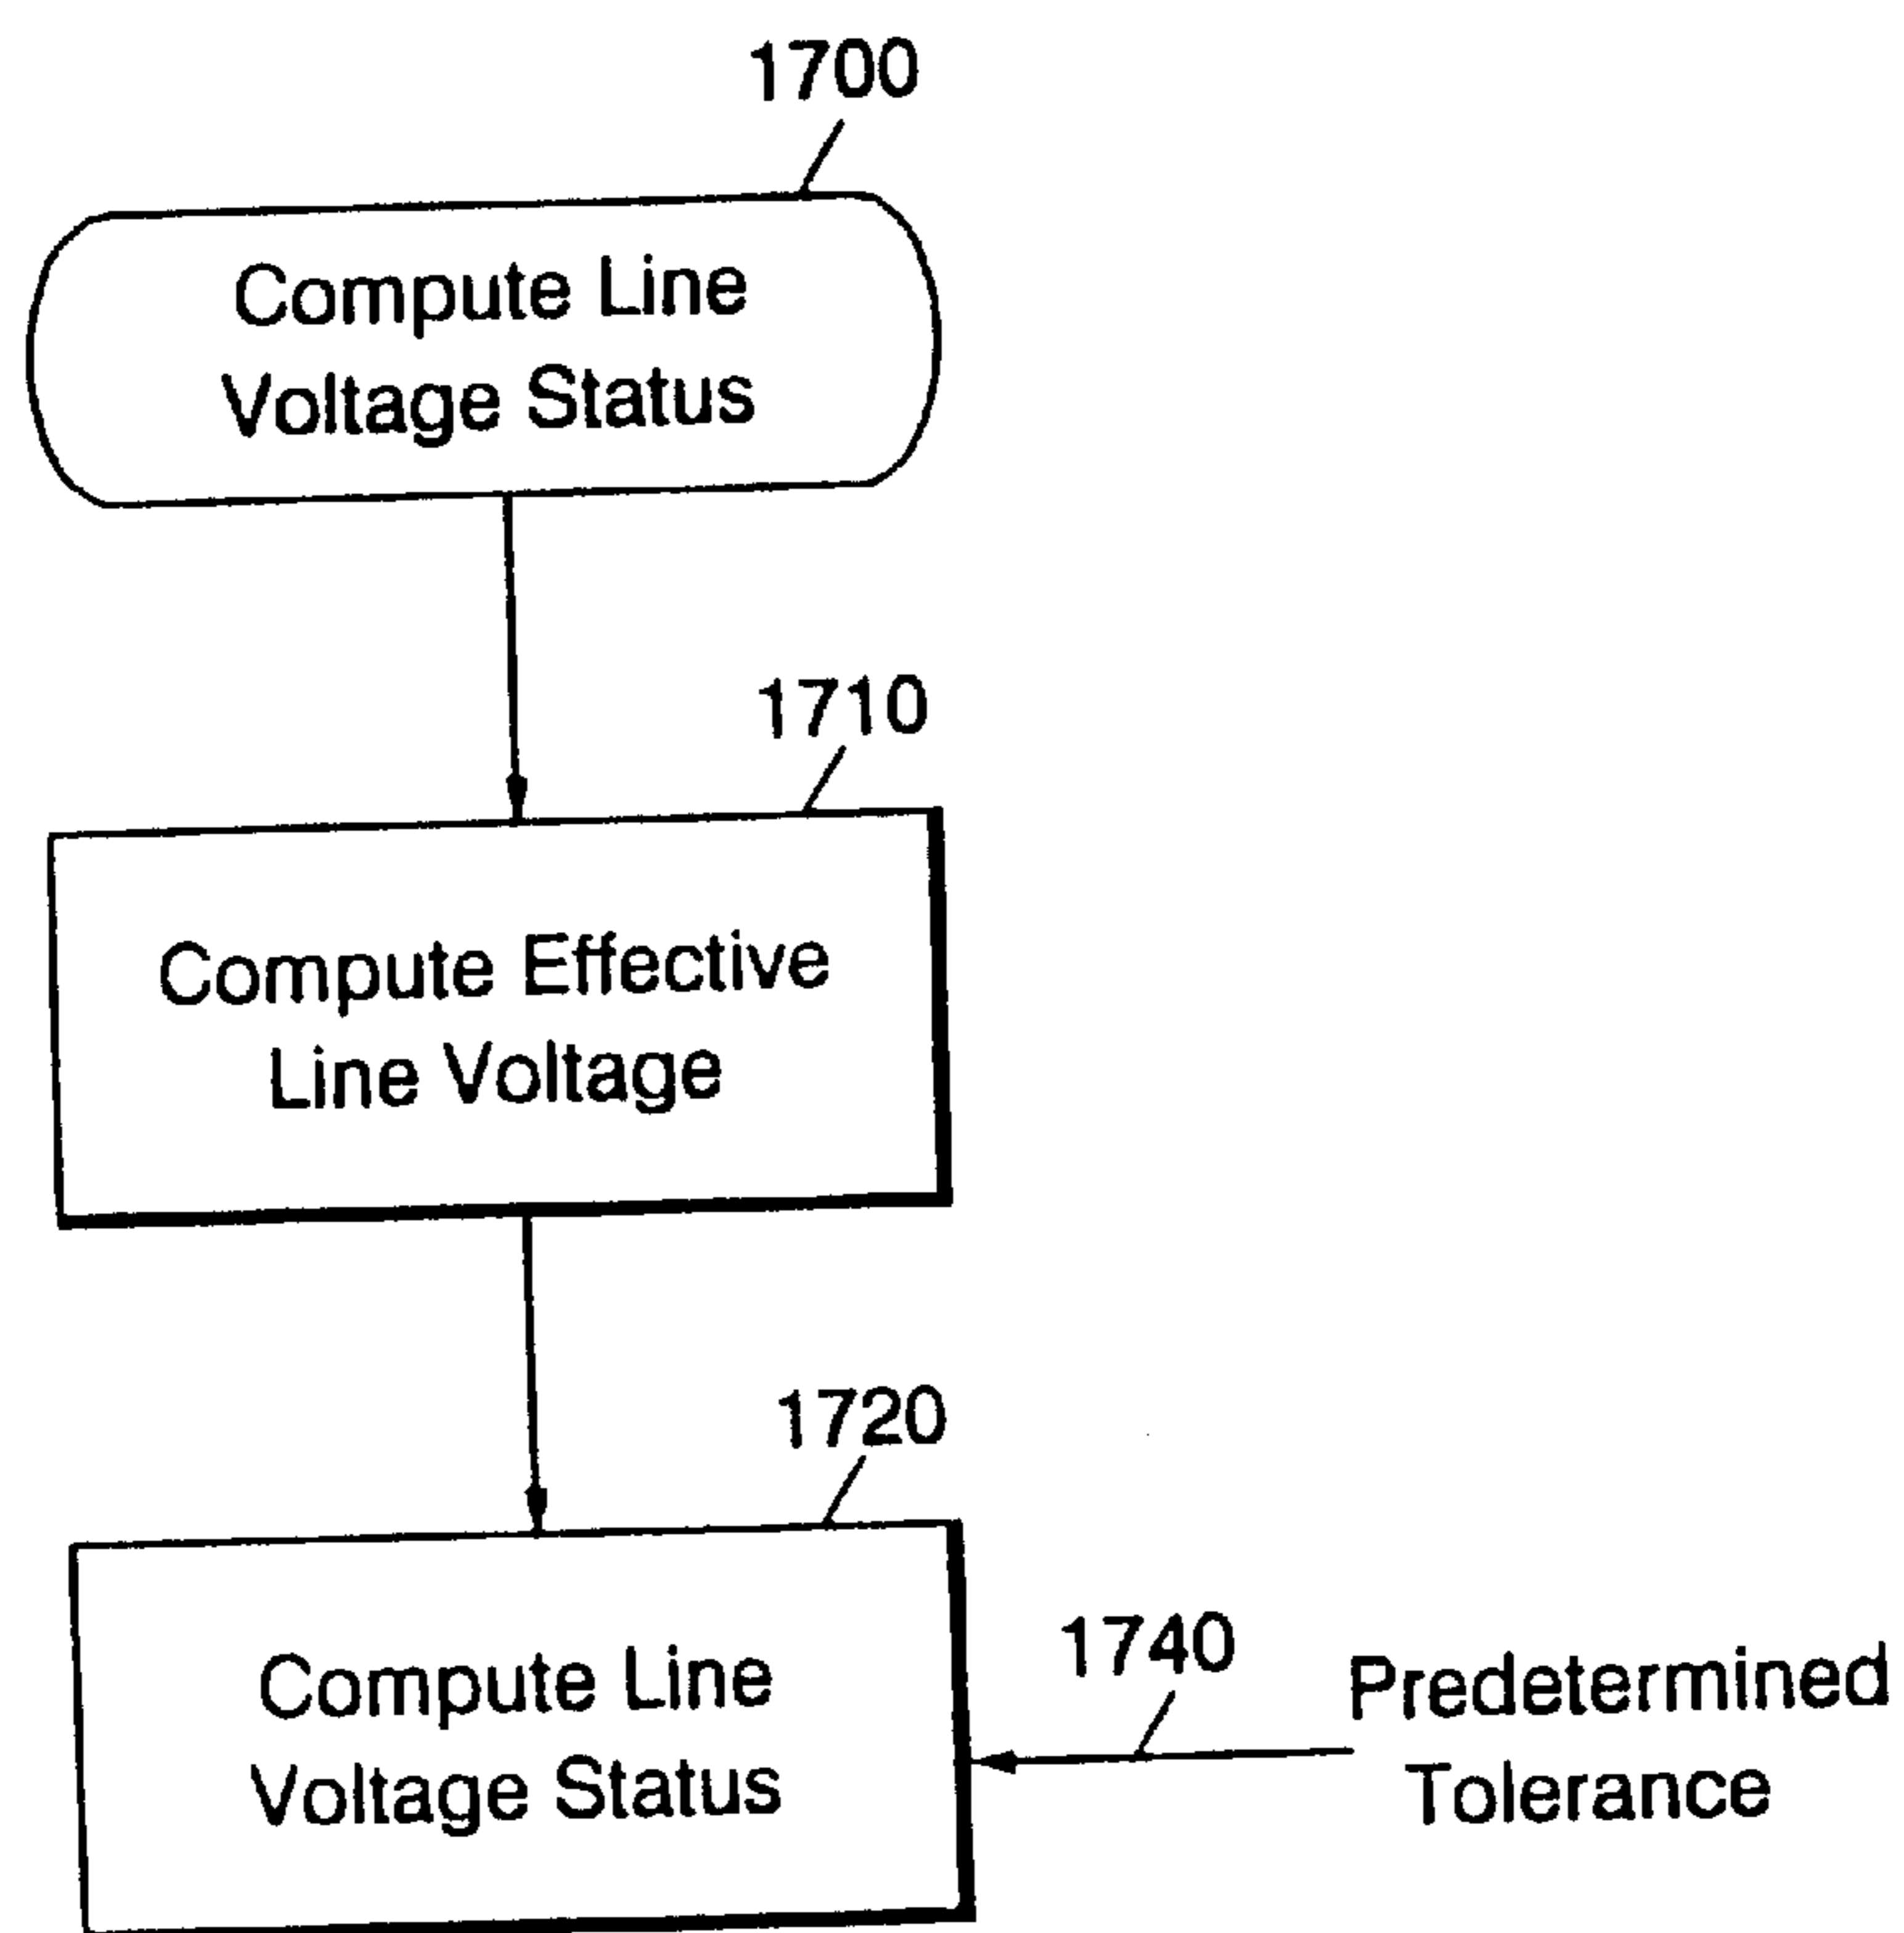 1700
Compute Line
Voltage Status
1710
Compute Effective
Line Voltage
1720
Compute Line
Voltage Status
1740
Predetermined
Tolerance